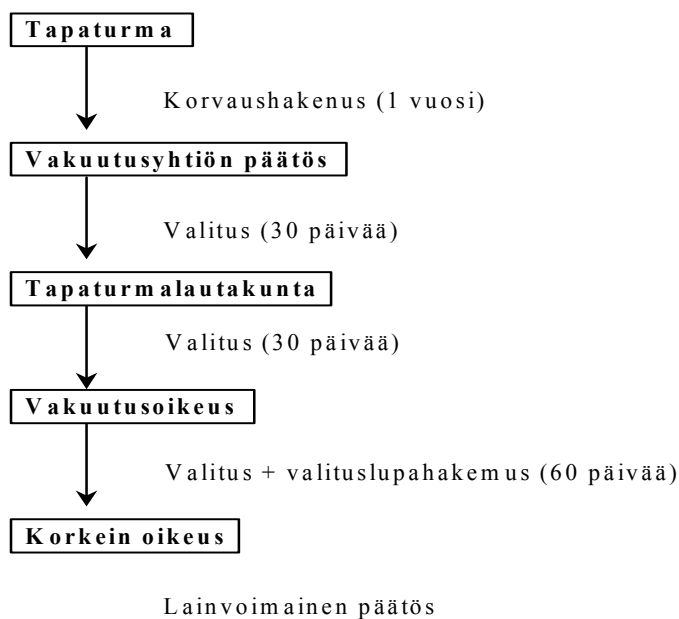 Tapaturma
Korvaushakenus (1 vuosi)
Vakuutusyhtiön päätös
Valitus (30 päivää)
Tapaturmalautakunta
Valitus (30 päivää)
Vakuutusoikeus
Valitus + valituslupahakemus (60 päivää)
Korkein oikeus
Lainvoimainen päätös